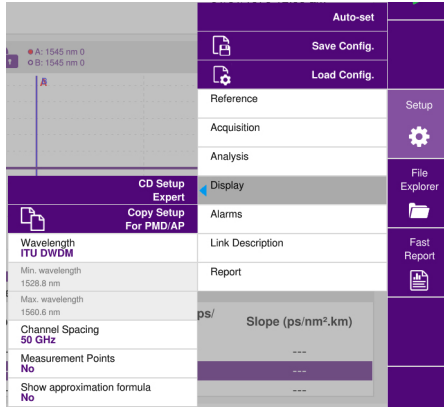 Auto-set
Save Config.
Load Config.
A: 1545 nm 0
B: 1545 nm 0
Reference
Acquisition
Analysis
Display
Alarms
Link Description
Report
Setup
File
Explorer
Fast
Report
CD Setup
Expert
Copy Setup
For PMD/AP
Wavelength
ITU DWDM
Min. wavelength
1528.8 nm
Max. wavelength
1560.6 nm
Channel Spacing
50 GHz
Measurement Points
No
Show approximation formula
No
ps/
Slope (ps/nm².km)
---
---
---